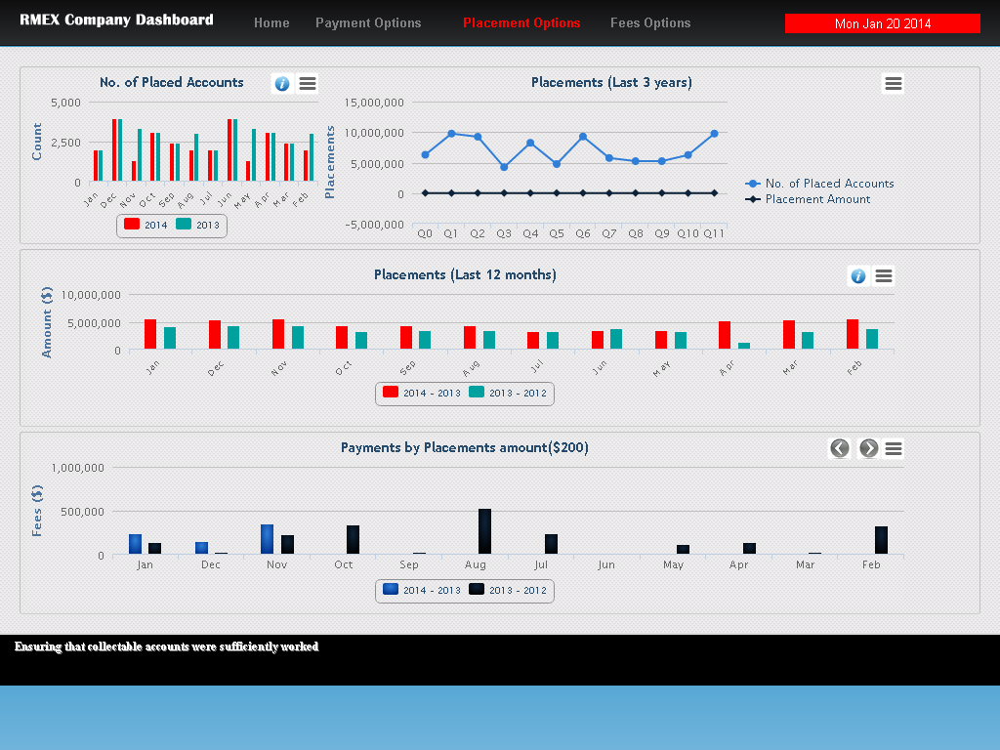 RMEX Company Dashboard
Home Payment Options Placement Options Fees Options
Mon Jan 20 2014
No. of Placed Accounts
Count
5,000
2,500
0
Jan Dec Nov Oct Sep Aug Jul Jun May Apr Mar Feb
2014 2013
Placements (Last 3 years)
Placements
15,000,000
10,000,000
5,000,000
0
-5,000,000
Q0 Q1 Q2 Q3 Q4 Q5 Q6 Q7 Q8 Q9 Q10 Q11
No. of Placed Accounts
Placement Amount
Placements (Last 12 months)
Amount ($)
10,000,000
5,000,000
0
Jan Dec Nov Oct Sep Aug Jul Jun May Apr Mar Feb
2014 - 2013 2013 - 2012
Payments by Placements amount($200)
Fees ($)
1,000,000
500,000
0
Jan Dec Nov Oct Sep Aug Jul Jun May Apr Mar Feb
2014 - 2013 2013 - 2012
Ensuring that collectable accounts were sufficiently worked